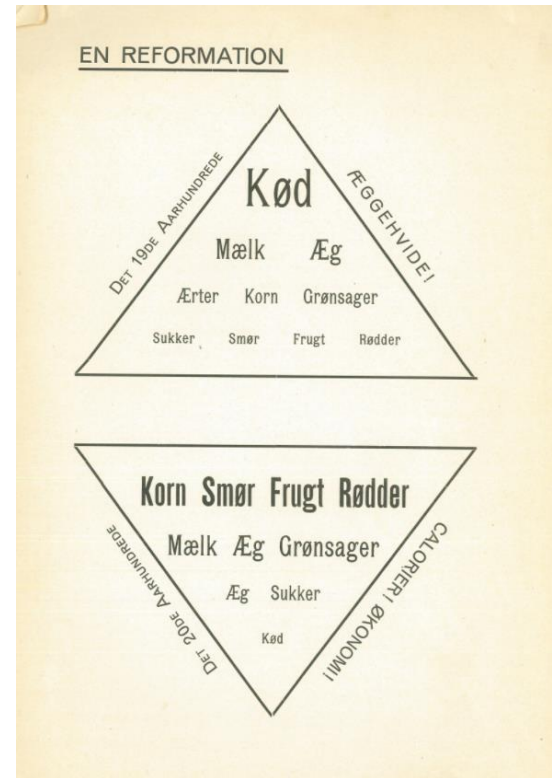 EN REFORMATION
DET 19DE AARHUNDREDE
ÆGGEHVIDE!
Kød
Mælk Æg
Ærter Korn Grønsager
Sukker Smør Frugt Rødder
Korn Smør Frugt Rødder
Mælk Æg Grønsager
Æg Sukker
Kød
DET 20DE AARHUNDREDE
CALORIER! ØKONOMI!